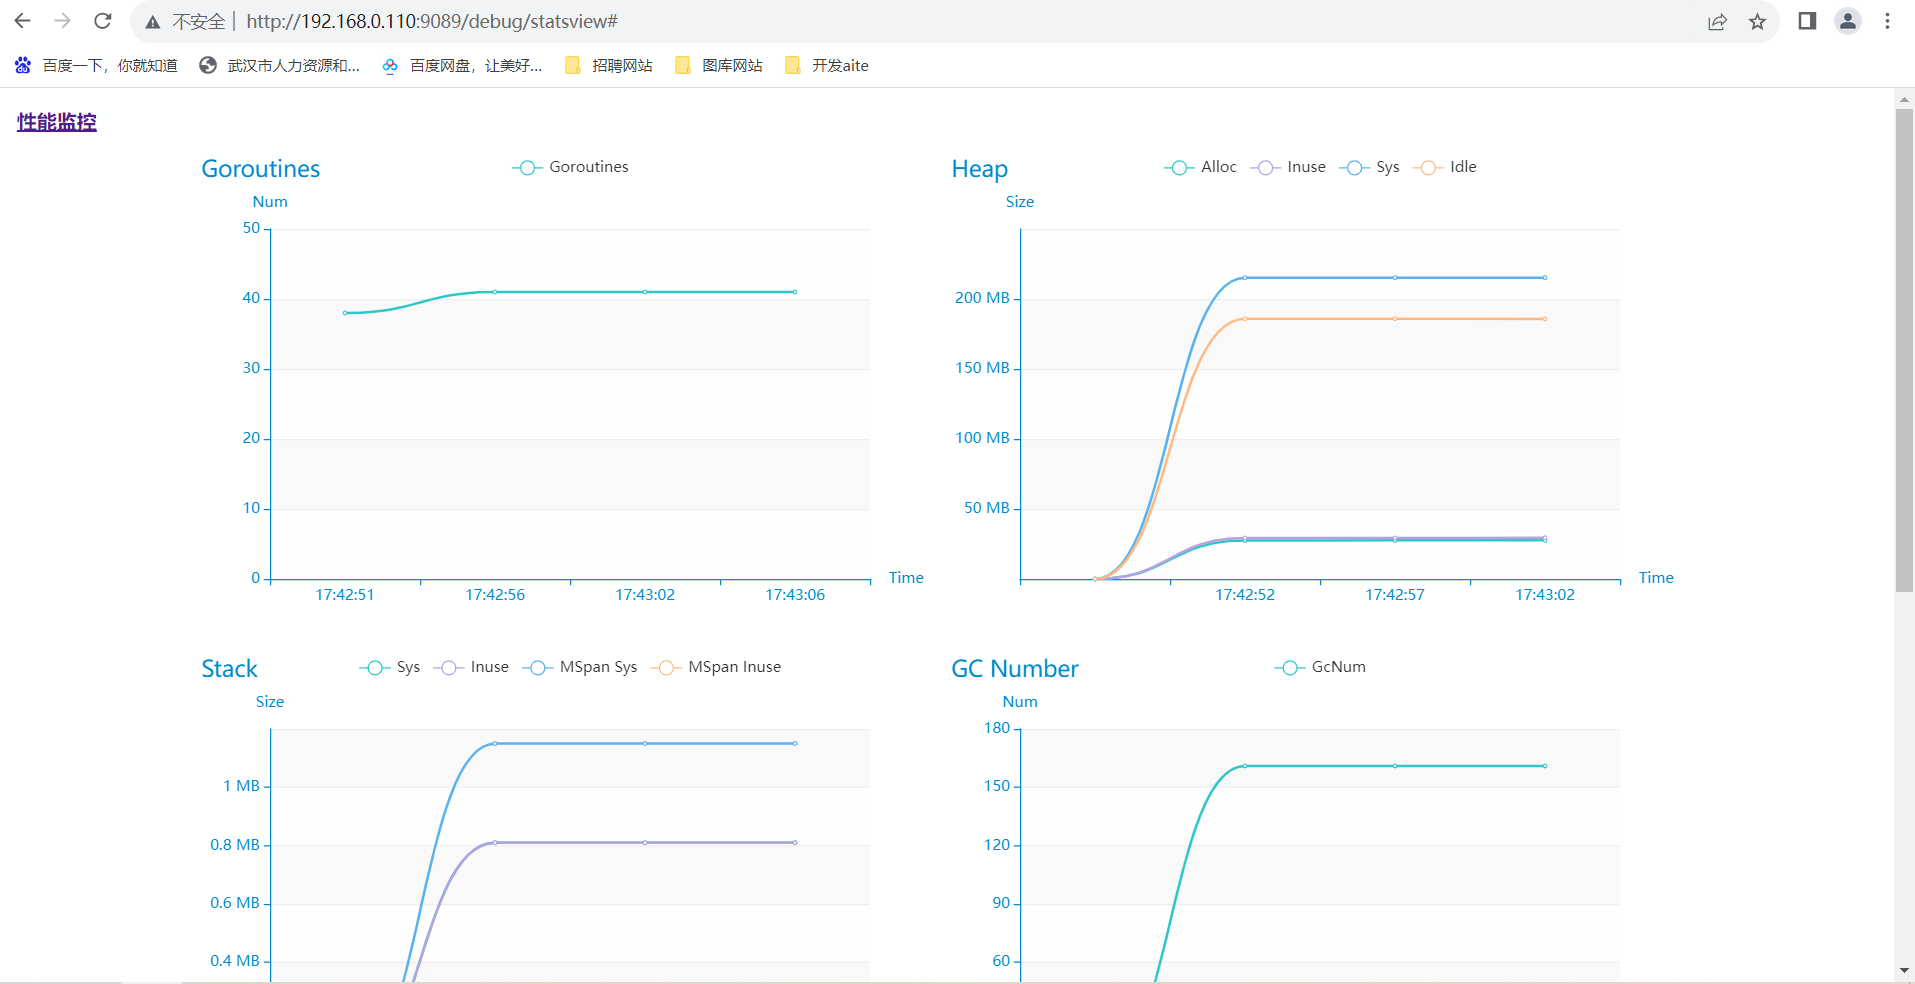 不安全 http://192.168.0.110:9089/debug/statsview#
百度一下，你就知道 武汉市人力资源和... 百度网盘，让美好... 招聘网站 图库网站 开发aite
性能监控
Goroutines
Goroutines
Num
50
40
30
20
10
0
17:42:51 17:42:56 17:43:02 17:43:06
Time
Heap
Alloc Inuse Sys Idle
Size
200 MB
150 MB
100 MB
50 MB
17:42:52 17:42:57 17:43:02
Time
Stack
Sys Inuse MSpan Sys MSpan Inuse
Size
1 MB
0.8 MB
0.6 MB
0.4 MB
GC Number
GcNum
Num
180
150
120
90
60